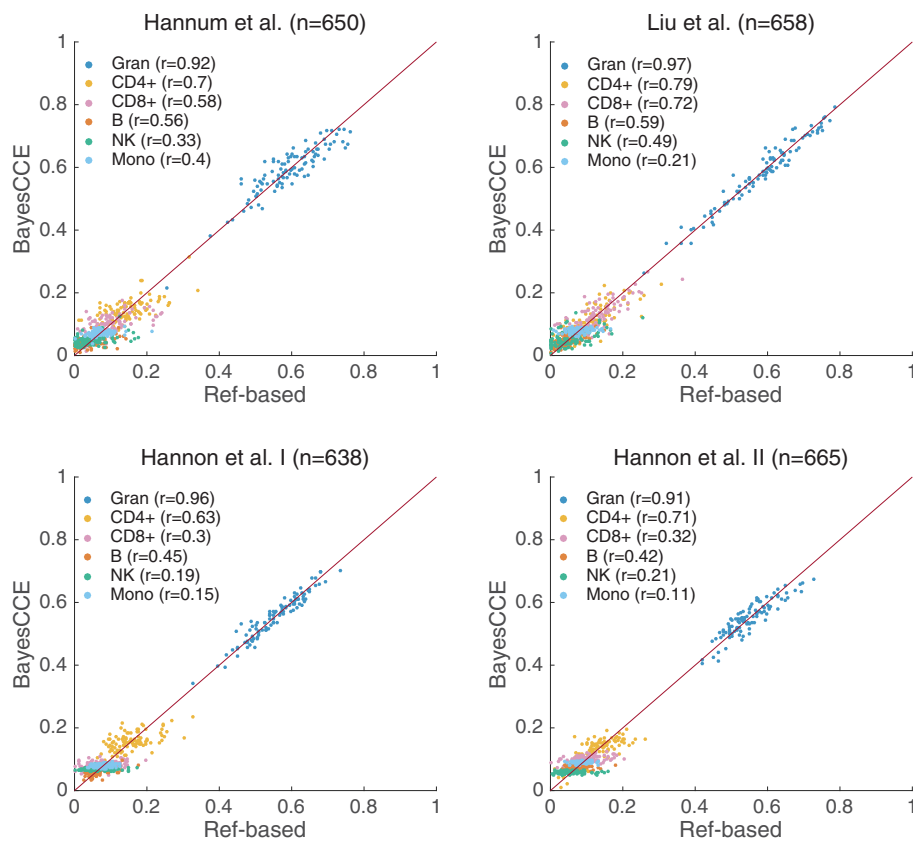 Hannum et al. (n=650)
1
0.8
0.6
0.4
0.2
0
BayesCCE
Gran (r=0.92)
CD4+ (r=0.7)
CD8+ (r=0.58)
B (r=0.56)
NK (r=0.33)
Mono (r=0.4)
0 0.2 0.4 0.6 0.8 1
Ref-based
Liu et al. (n=658)
1
0.8
0.6
0.4
0.2
0
BayesCCE
Gran (r=0.97)
CD4+ (r=0.79)
CD8+ (r=0.72)
B (r=0.59)
NK (r=0.49)
Mono (r=0.21)
0 0.2 0.4 0.6 0.8 1
Ref-based
Hannon et al. I (n=638)
1
0.8
0.6
0.4
0.2
0
BayesCCE
Gran (r=0.96)
CD4+ (r=0.63)
CD8+ (r=0.3)
B (r=0.45)
NK (r=0.19)
Mono (r=0.15)
0 0.2 0.4 0.6 0.8 1
Ref-based
Hannon et al. II (n=665)
1
0.8
0.6
0.4
0.2
0
BayesCCE
Gran (r=0.91)
CD4+ (r=0.71)
CD8+ (r=0.32)
B (r=0.42)
NK (r=0.21)
Mono (r=0.11)
0 0.2 0.4 0.6 0.8 1
Ref-based